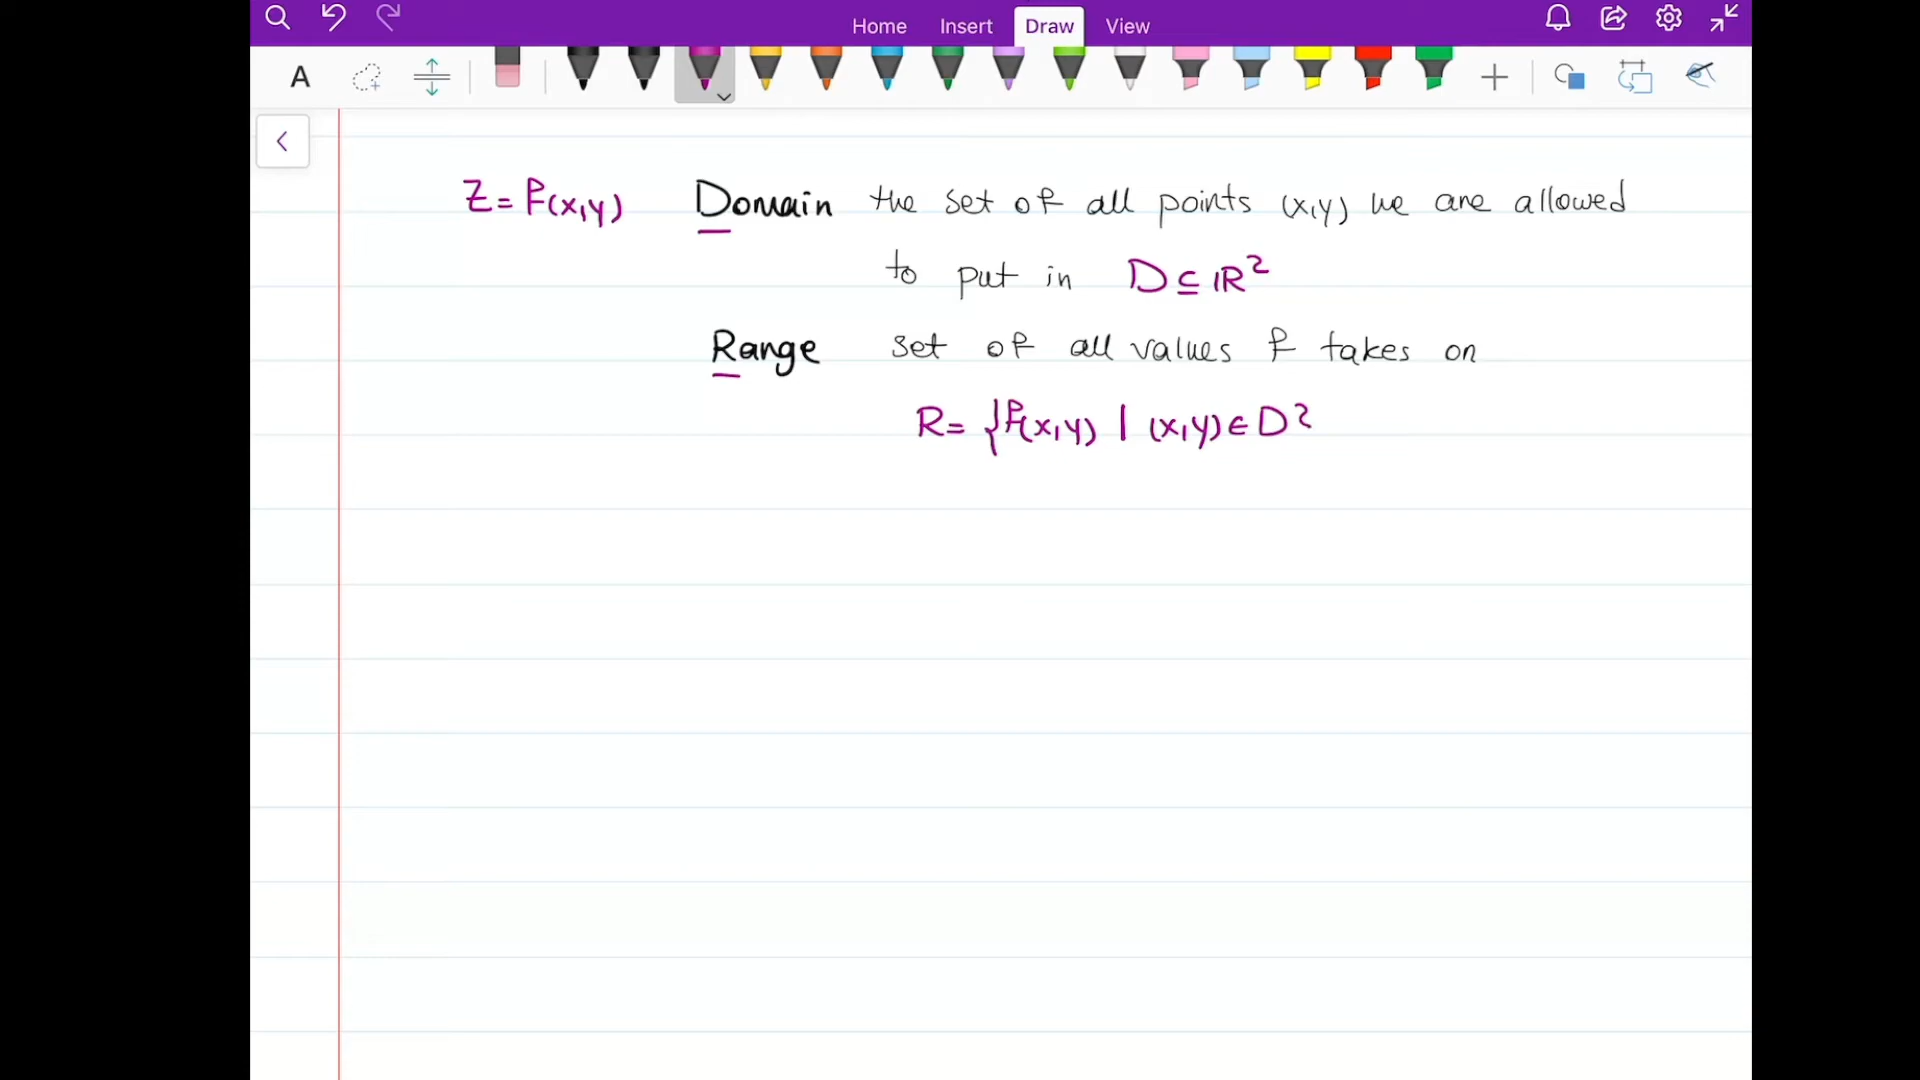 Home Insert Draw View
A
Z = f(x,y) Domain the set of all points (x,y) we are allowed
to put in D ⊆ ℝ²
Range set of all values f takes on
R = {f(x,y) | (x,y) ∈ D}